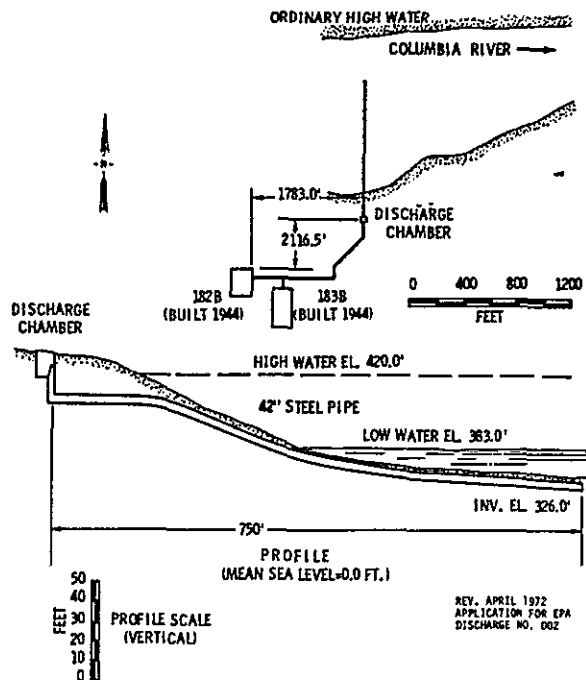 ORDINARY HIGH WATER
COLUMBIA RIVER
N
1783.0'
2116.5'
DISCHARGE
CHAMBER
182B
(BUILT 1944)
183B
(BUILT 1944)
0 400 800 1200
FEET
DISCHARGE
CHAMBER
HIGH WATER EL. 420.0'
42" STEEL PIPE
LOW WATER EL. 383.0'
INV. EL. 326.0'
750'
PROFILE
(MEAN SEA LEVEL=0.0 FT.)
50
40
30
20
10
0
FEET
PROFILE SCALE
(VERTICAL)
REV. APRIL 1972
APPLICATION FOR EPA
DISCHARGE NO. 002